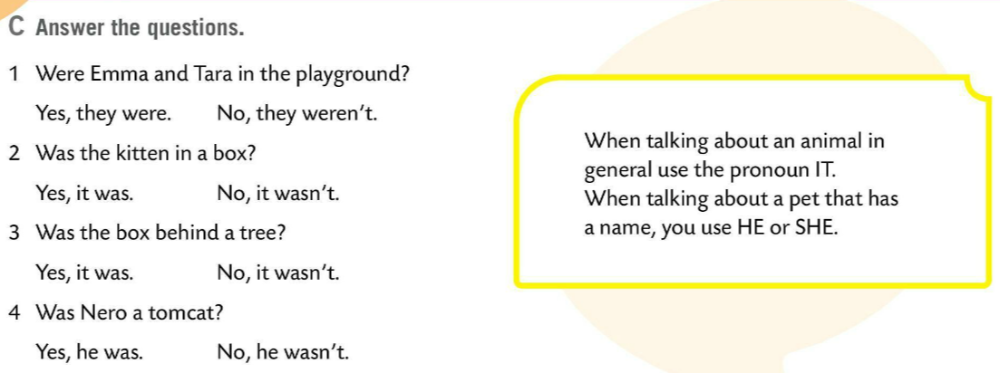 C Answer the questions.
1 Were Emma and Tara in the playground?
Yes, they were. No, they weren't.
2 Was the kitten in a box?
Yes, it was. No, it wasn't.
3 Was the box behind a tree?
Yes, it was. No, it wasn't.
4 Was Nero a tomcat?
Yes, he was. No, he wasn't.
When talking about an animal in
general use the pronoun IT.
When talking about a pet that has
a name, you use HE or SHE.